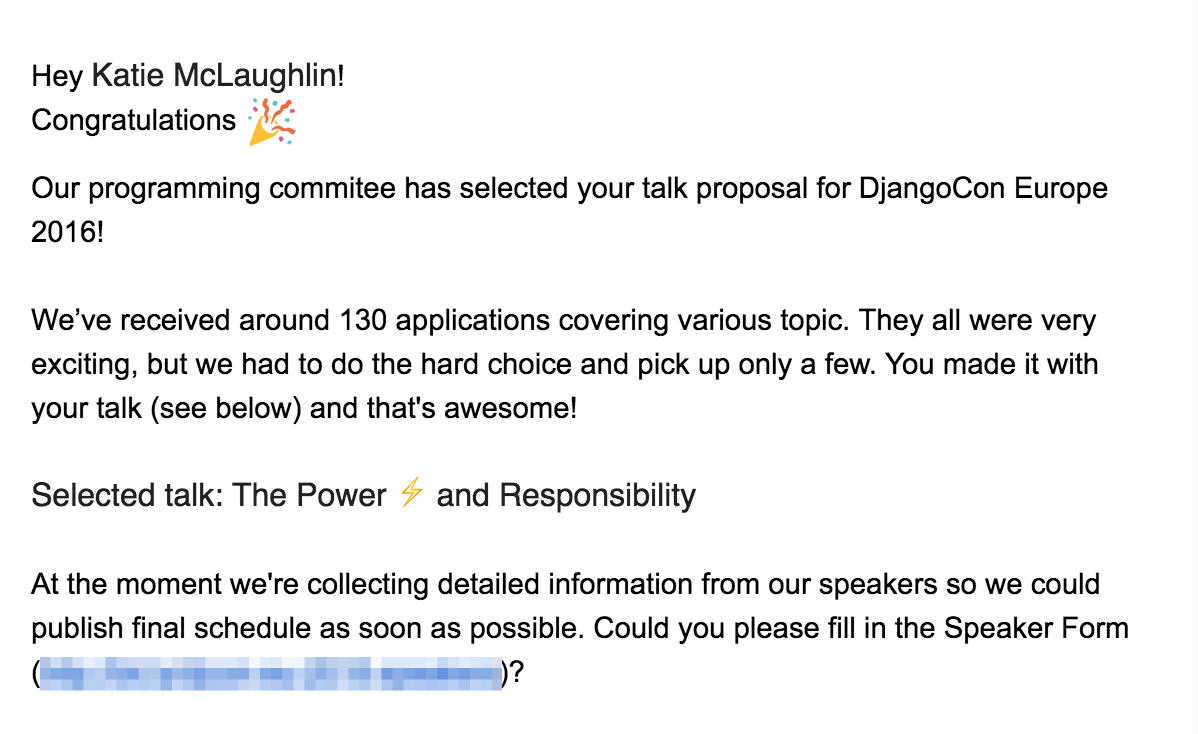 Hey Katie McLaughlin!
Congratulations 🎉
Our programming commitee has selected your talk proposal for DjangoCon Europe
2016!
We’ve received around 130 applications covering various topic. They all were very
exciting, but we had to do the hard choice and pick up only a few. You made it with
your talk (see below) and that's awesome!
Selected talk: The Power ⚡ and Responsibility
At the moment we're collecting detailed information from our speakers so we could
publish final schedule as soon as possible. Could you please fill in the Speaker Form
()?